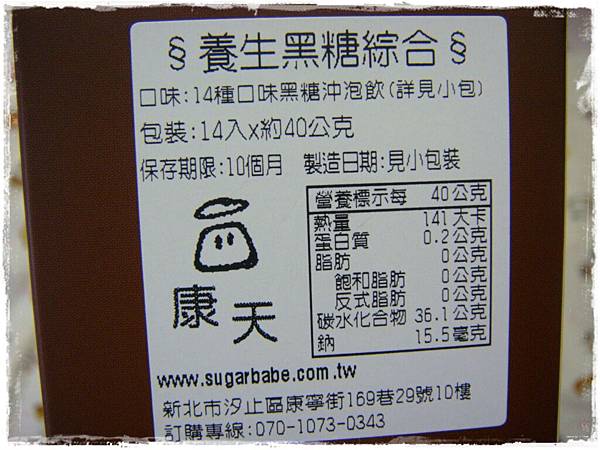 §養生黑糖綜合§
口味:14種口味黑糖沖泡飲(詳見小包)
包裝:14入x約40公克
保存期限:10個月 製造日期:見小包裝
營養標示每 40公克
熱量 141大卡
蛋白質 0.2公克
脂肪 0公克
飽和脂肪 0公克
反式脂肪 0公克
碳水化合物 36.1公克
鈉 15.5毫克
康天
www.sugarbabe.com.tw
新北市汐止區康寧街169巷29號10樓
訂購專線:070-1073-0343